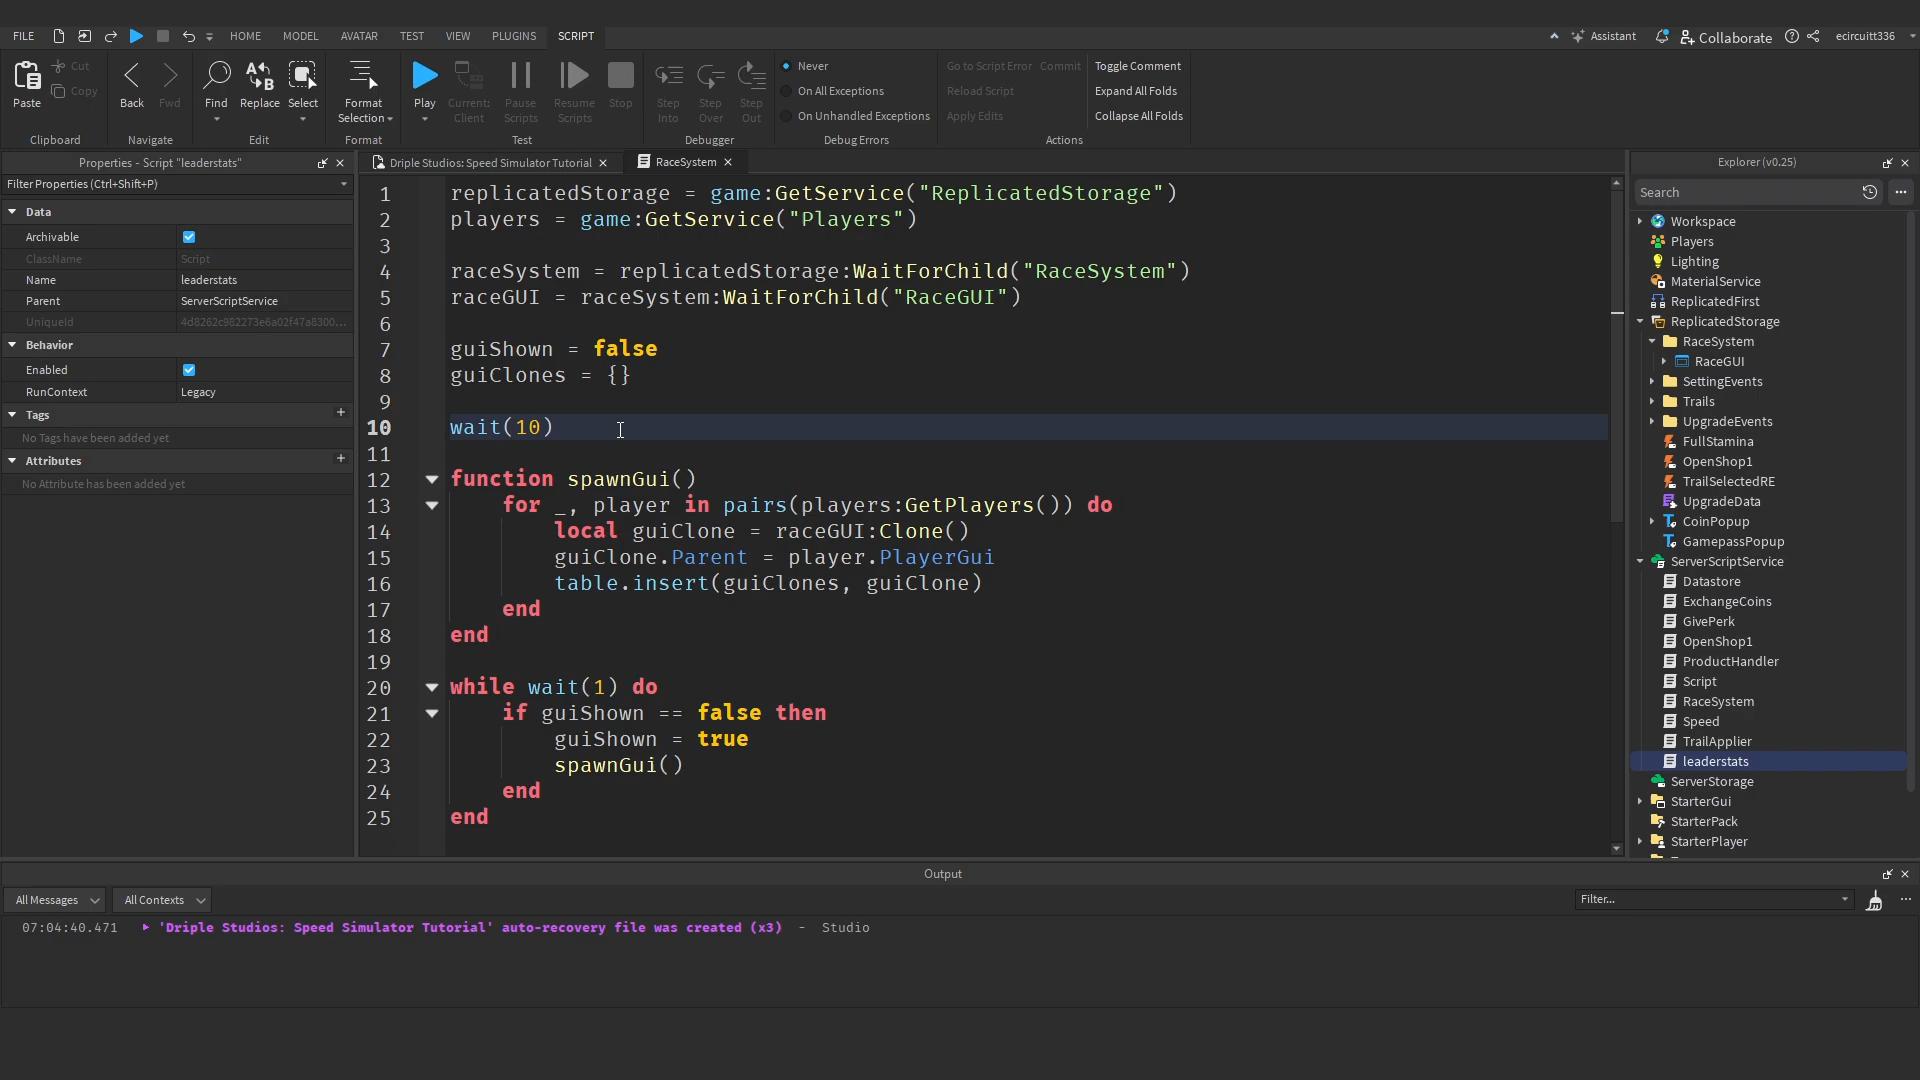 FILE HOME MODEL AVATAR TEST VIEW PLUGINS SCRIPT Assistant Collaborate ecircuitt336
Paste Cut Copy Back Fwd Find Replace Select Format Selection Play Current: Client Pause Scripts Resume Scripts Stop Step Into Step Over Step Out
Never Go to Script Error Commit Toggle Comment
On All Exceptions Reload Script Expand All Folds
On Unhandled Exceptions Apply Edits Collapse All Folds
Clipboard Navigate Edit Format Test Debugger Debug Errors Actions
Properties - Script "leaderstats"
Filter Properties (Ctrl+Shift+P)
Data
Archivable
ClassName Script
Name leaderstats
Parent ServerScriptService
UniqueId 4d8262c982273e6a02f47a8300...
Behavior
Enabled
RunContext Legacy
Tags +
No Tags have been added yet
Attributes +
No Attribute has been added yet
Driple Studios: Speed Simulator Tutorial RaceSystem
1 replicatedStorage = game:GetService("ReplicatedStorage")
2 players = game:GetService("Players")
3
4 raceSystem = replicatedStorage:WaitForChild("RaceSystem")
5 raceGUI = raceSystem:WaitForChild("RaceGUI")
6
7 guiShown = false
8 guiClones = {}
9
10 wait(10)
11
12 function spawnGui()
13 for _, player in pairs(players:GetPlayers()) do
14 local guiClone = raceGUI:Clone()
15 guiClone.Parent = player.PlayerGui
16 table.insert(guiClones, guiClone)
17 end
18 end
19
20 while wait(1) do
21 if guiShown == false then
22 guiShown = true
23 spawnGui()
24 end
25 end
Explorer (v0.25)
Search
Workspace
Players
Lighting
MaterialService
ReplicatedFirst
ReplicatedStorage
RaceSystem
RaceGUI
SettingEvents
Trails
UpgradeEvents
FullStamina
OpenShop1
TrailSelectedRE
UpgradeData
CoinPopup
GamepassPopup
ServerScriptService
Datastore
ExchangeCoins
GivePerk
OpenShop1
ProductHandler
Script
RaceSystem
Speed
TrailApplier
leaderstats
ServerStorage
StarterGui
StarterPack
StarterPlayer
Output
All Messages All Contexts Filter...
07:04:40.471 'Driple Studios: Speed Simulator Tutorial' auto-recovery file was created (x3) - Studio